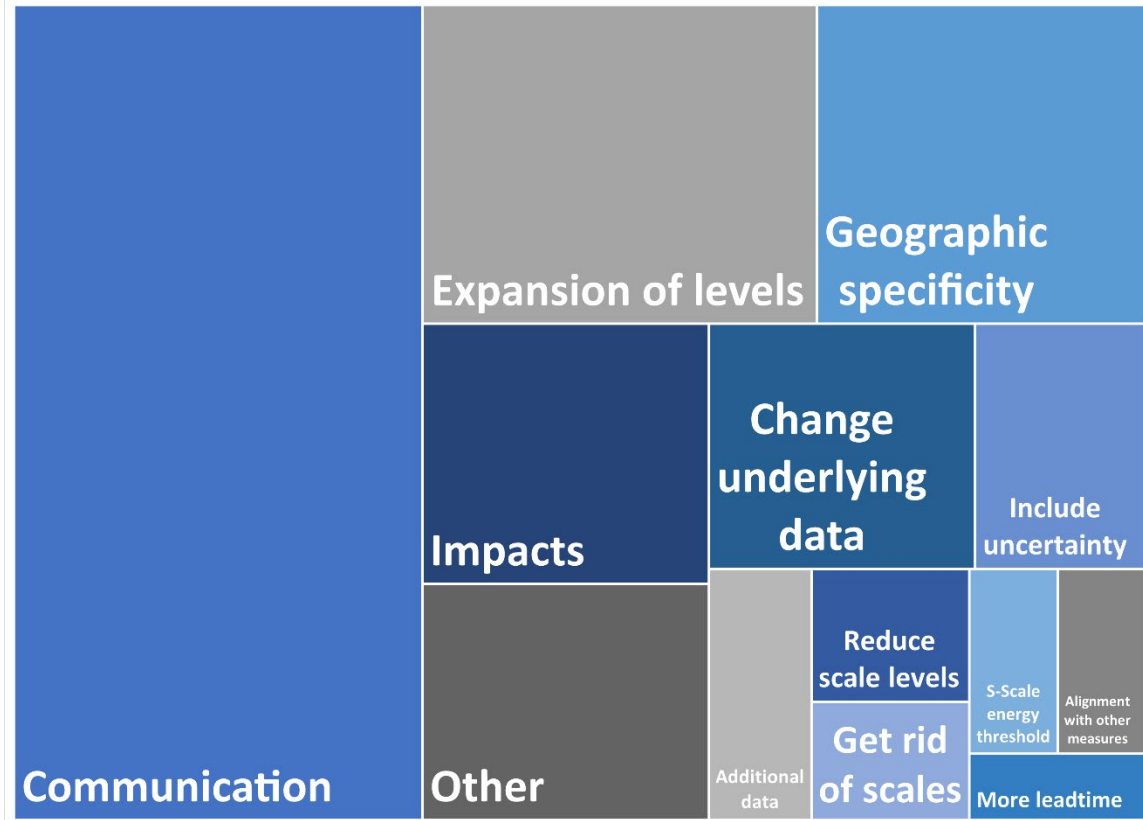 Communication
Expansion of levels
Geographic
specificity
Impacts
Change
underlying
data
Include
uncertainty
Other
Additional
data
Reduce
scale levels
Get rid
of scales
S-Scale
energy
threshold
Alignment
with other
measures
More leadtime